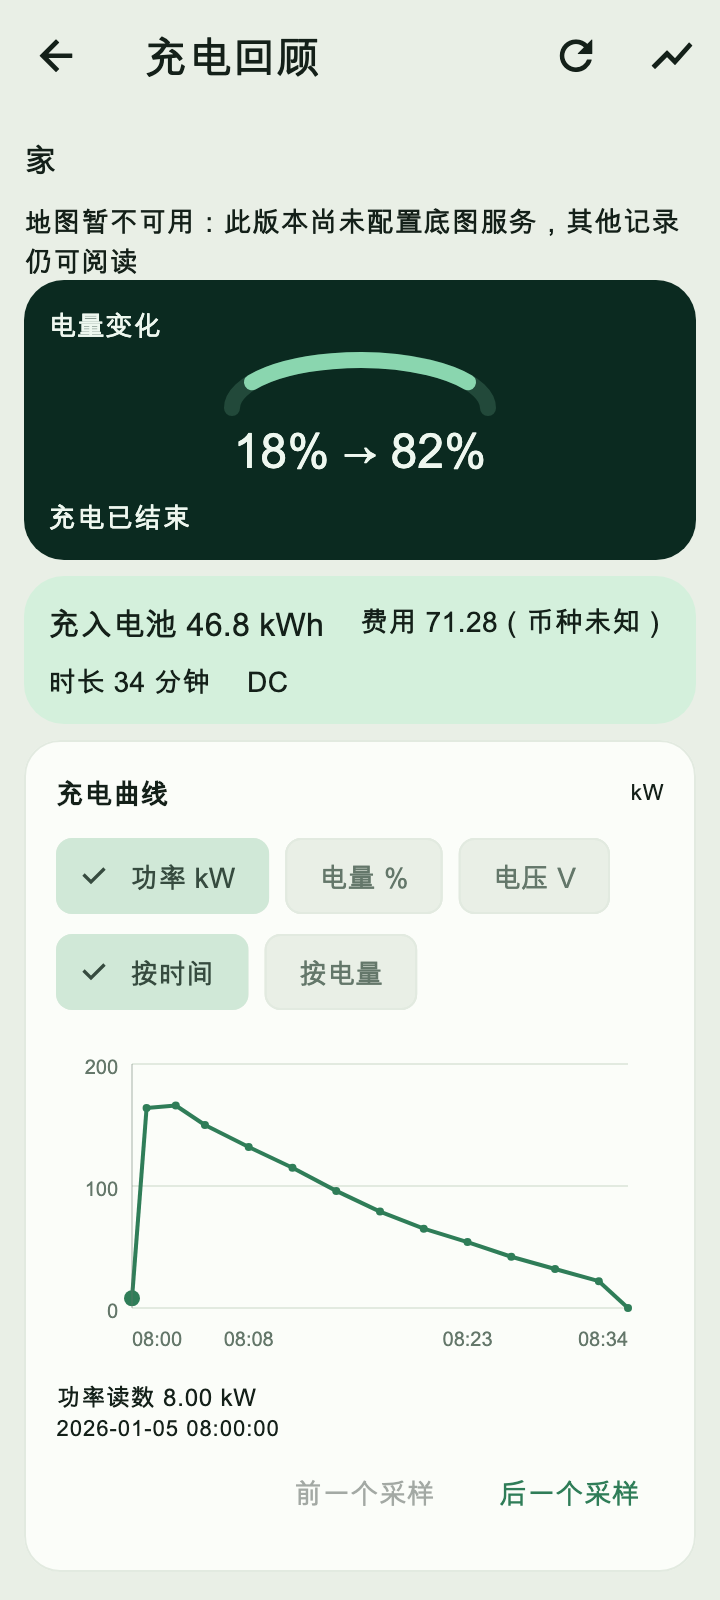 充电回顾
家
地图暂不可用：此版本尚未配置底图服务，其他记录
仍可阅读
电量变化
18% → 82%
充电已结束
充入电池 46.8 kWh 费用 71.28（币种未知）
时长 34 分钟 DC
充电曲线 kW
功率 kW 电量 % 电压 V
按时间 按电量
200
100
0
08:00 08:08 08:23 08:34
功率读数 8.00 kW
2026-01-05 08:00:00
前一个采样 后一个采样